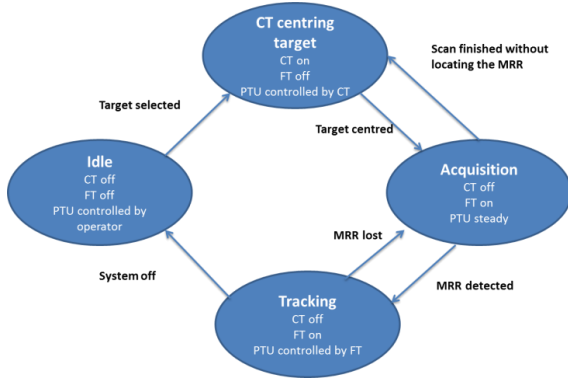 CT centring
target
CT on
FT off
PTU controlled by CT
Scan finished without
locating the MRR
Target selected
Target centred
Idle
CT off
FT off
PTU controlled by
operator
Acquisition
CT off
FT on
PTU steady
MRR lost
System off
MRR detected
Tracking
CT off
FT on
PTU controlled by FT